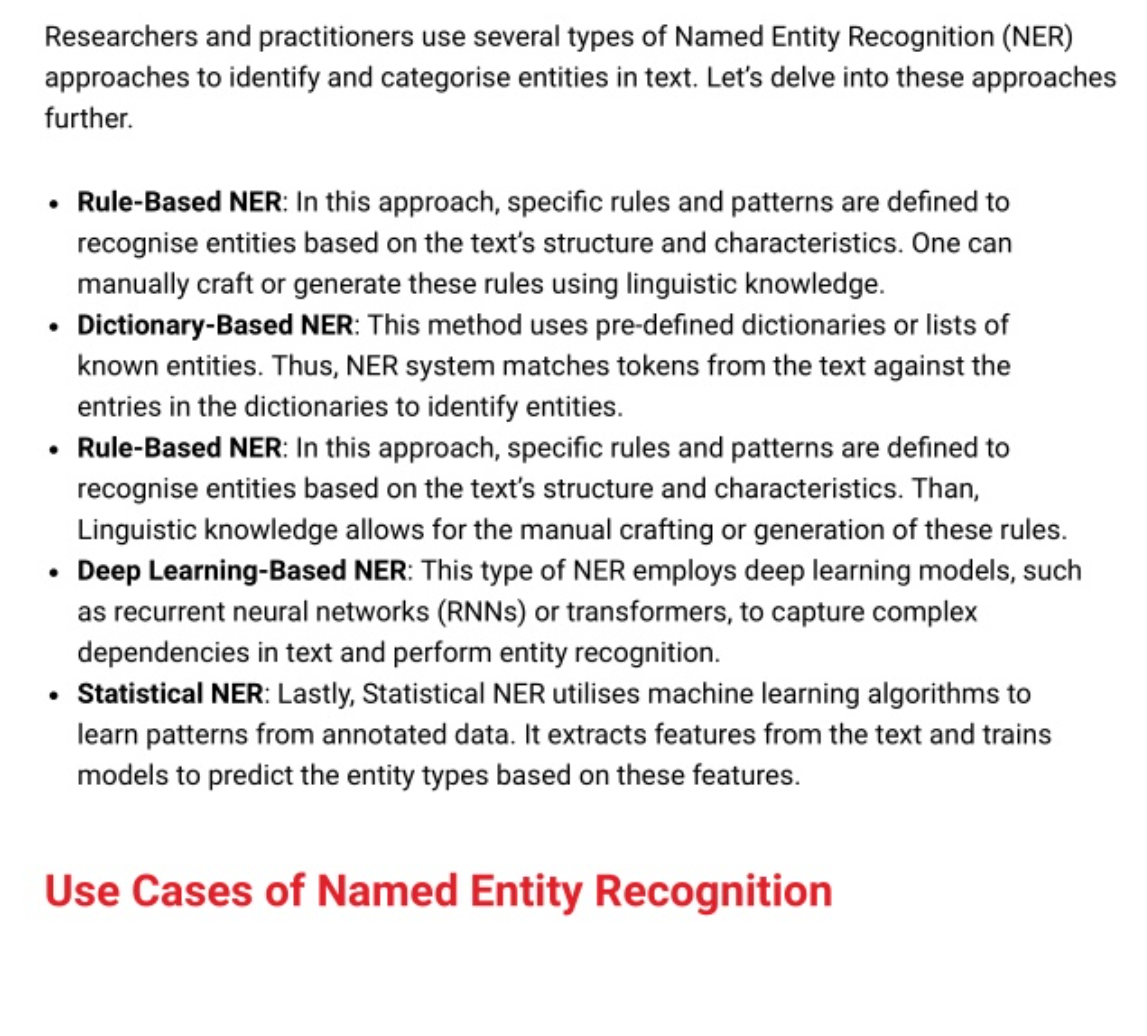 Researchers and practitioners use several types of Named Entity Recognition (NER)
approaches to identify and categorise entities in text. Let’s delve into these approaches
further.
• Rule-Based NER: In this approach, specific rules and patterns are defined to
recognise entities based on the text’s structure and characteristics. One can
manually craft or generate these rules using linguistic knowledge.
• Dictionary-Based NER: This method uses pre-defined dictionaries or lists of
known entities. Thus, NER system matches tokens from the text against the
entries in the dictionaries to identify entities.
• Rule-Based NER: In this approach, specific rules and patterns are defined to
recognise entities based on the text’s structure and characteristics. Than,
Linguistic knowledge allows for the manual crafting or generation of these rules.
• Deep Learning-Based NER: This type of NER employs deep learning models, such
as recurrent neural networks (RNNs) or transformers, to capture complex
dependencies in text and perform entity recognition.
• Statistical NER: Lastly, Statistical NER utilises machine learning algorithms to
learn patterns from annotated data. It extracts features from the text and trains
models to predict the entity types based on these features.
Use Cases of Named Entity Recognition